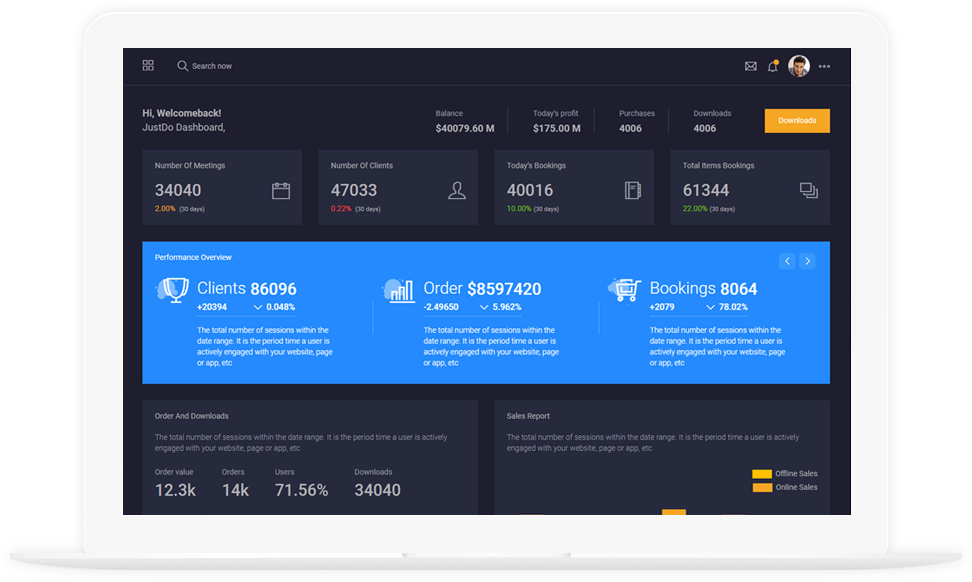 Search now
Hi, Welcomeback!
JustDo Dashboard,
Balance
$40079.60 M
Today's profit
$175.00 M
Purchases
4006
Downloads
4006
Downloads
Number Of Meetings
34040
2.00% (30 days)
Number Of Clients
47033
0.22% (30 days)
Today's Bookings
40016
10.00% (30 days)
Total Items Bookings
61344
22.00% (30 days)
Performance Overview
Clients 86096
+20394 0.048%
The total number of sessions within the
date range. It is the period time a user is
actively engaged with your website, page
or app, etc
Order $8597420
-2.49650 5.962%
The total number of sessions within the
date range. It is the period time a user is
actively engaged with your website, page
or app, etc
Bookings 8064
+2079 78.02%
The total number of sessions within the
date range. It is the period time a user is
actively engaged with your website, page
or app, etc
Order And Downloads
The total number of sessions within the date range. It is the period time a user is actively
engaged with your website, page or app, etc
Order value
12.3k
Orders
14k
Users
71.56%
Downloads
34040
Sales Report
The total number of sessions within the date range. It is the period time a user is actively
engaged with your website, page or app, etc
Offline Sales
Online Sales